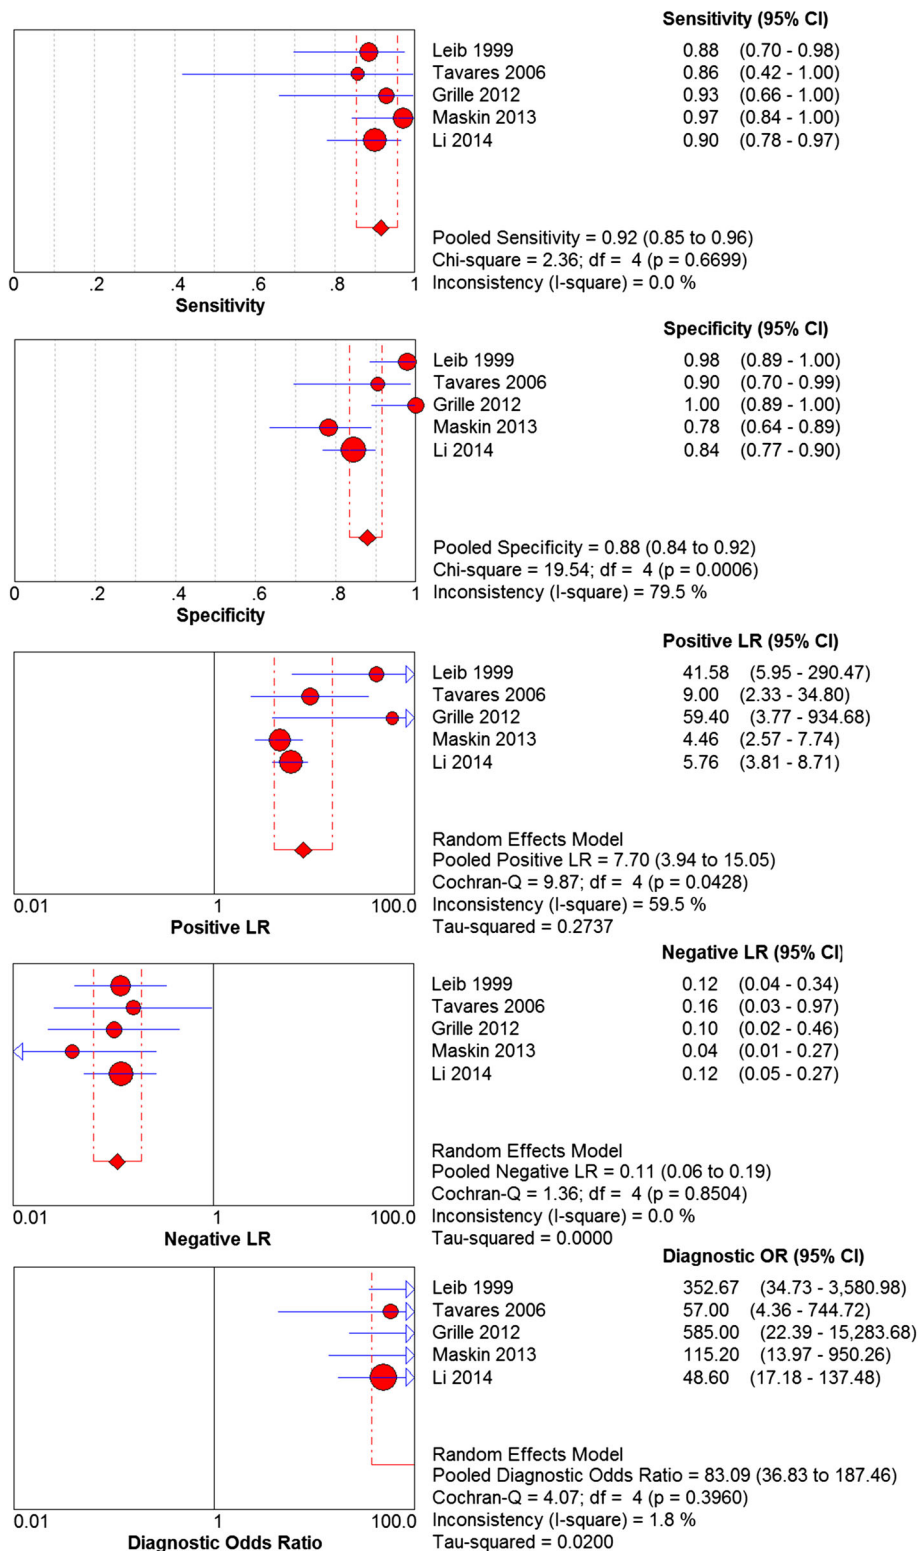 Sensitivity (95% CI)
Leib 1999 0.88 (0.70 - 0.98)
Tavares 2006 0.86 (0.42 - 1.00)
Grille 2012 0.93 (0.66 - 1.00)
Maskin 2013 0.97 (0.84 - 1.00)
Li 2014 0.90 (0.78 - 0.97)
Pooled Sensitivity = 0.92 (0.85 to 0.96)
Chi-square = 2.36; df = 4 (p = 0.6699)
Inconsistency (I-square) = 0.0 %
0 .2 .4 .6 .8 1
Sensitivity
Specificity (95% CI)
Leib 1999 0.98 (0.89 - 1.00)
Tavares 2006 0.90 (0.70 - 0.99)
Grille 2012 1.00 (0.89 - 1.00)
Maskin 2013 0.78 (0.64 - 0.89)
Li 2014 0.84 (0.77 - 0.90)
Pooled Specificity = 0.88 (0.84 to 0.92)
Chi-square = 19.54; df = 4 (p = 0.0006)
Inconsistency (I-square) = 79.5 %
0 .2 .4 .6 .8 1
Specificity
Positive LR (95% CI)
Leib 1999 41.58 (5.95 - 290.47)
Tavares 2006 9.00 (2.33 - 34.80)
Grille 2012 59.40 (3.77 - 934.68)
Maskin 2013 4.46 (2.57 - 7.74)
Li 2014 5.76 (3.81 - 8.71)
Random Effects Model
Pooled Positive LR = 7.70 (3.94 to 15.05)
Cochran-Q = 9.87; df = 4 (p = 0.0428)
Inconsistency (I-square) = 59.5 %
Tau-squared = 0.2737
0.01 1 100.0
Positive LR
Negative LR (95% CI)
Leib 1999 0.12 (0.04 - 0.34)
Tavares 2006 0.16 (0.03 - 0.97)
Grille 2012 0.10 (0.02 - 0.46)
Maskin 2013 0.04 (0.01 - 0.27)
Li 2014 0.12 (0.05 - 0.27)
Random Effects Model
Pooled Negative LR = 0.11 (0.06 to 0.19)
Cochran-Q = 1.36; df = 4 (p = 0.8504)
Inconsistency (I-square) = 0.0 %
Tau-squared = 0.0000
0.01 1 100.0
Negative LR
Diagnostic OR (95% CI)
Leib 1999 352.67 (34.73 - 3,580.98)
Tavares 2006 57.00 (4.36 - 744.72)
Grille 2012 585.00 (22.39 - 15,283.68)
Maskin 2013 115.20 (13.97 - 950.26)
Li 2014 48.60 (17.18 - 137.48)
Random Effects Model
Pooled Diagnostic Odds Ratio = 83.09 (36.83 to 187.46)
Cochran-Q = 4.07; df = 4 (p = 0.3960)
Inconsistency (I-square) = 1.8 %
Tau-squared = 0.0200
0.01 1 100.0
Diagnostic Odds Ratio